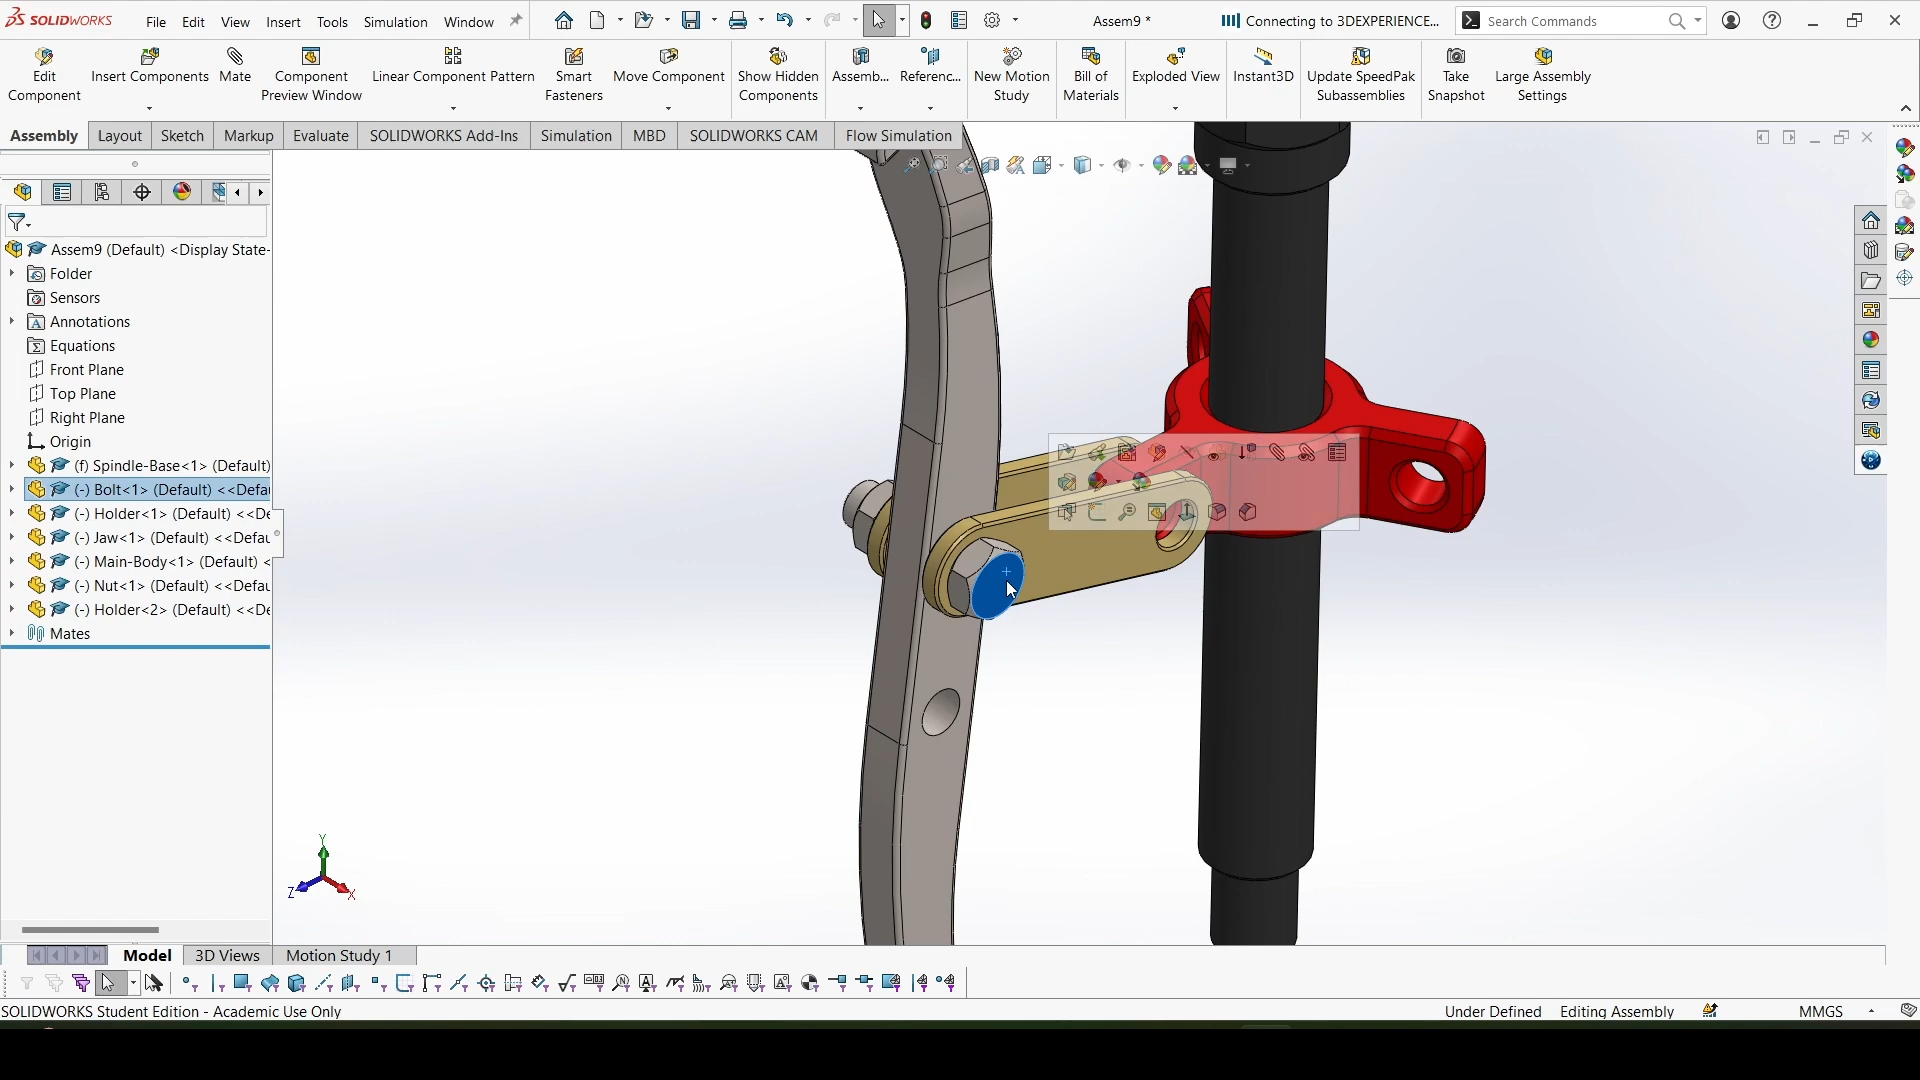 SOLIDWORKS File Edit View Insert Tools Simulation Window Assem9 * Connecting to 3DEXPERIENCE... Search Commands
Edit Component
Insert Components
Mate
Component Preview Window
Linear Component Pattern
Smart Fasteners
Move Component
Show Hidden Components
Assemb...
Referenc...
New Motion Study
Bill of Materials
Exploded View
Instant3D
Update SpeedPak Subassemblies
Take Snapshot
Large Assembly Settings
Assembly Layout Sketch Markup Evaluate SOLIDWORKS Add-Ins Simulation MBD SOLIDWORKS CAM Flow Simulation
Assem9 (Default) <Display State-
Folder
Sensors
Annotations
Equations
Front Plane
Top Plane
Right Plane
Origin
(f) Spindle-Base<1> (Default)
(-) Bolt<1> (Default) <<Defau
(-) Holder<1> (Default) <<De
(-) Jaw<1> (Default) <<Defau
(-) Main-Body<1> (Default) <
(-) Nut<1> (Default) <<Defau
(-) Holder<2> (Default) <<De
Mates
Y
Z
X
Model 3D Views Motion Study 1
SOLIDWORKS Student Edition - Academic Use Only Under Defined Editing Assembly MMGS